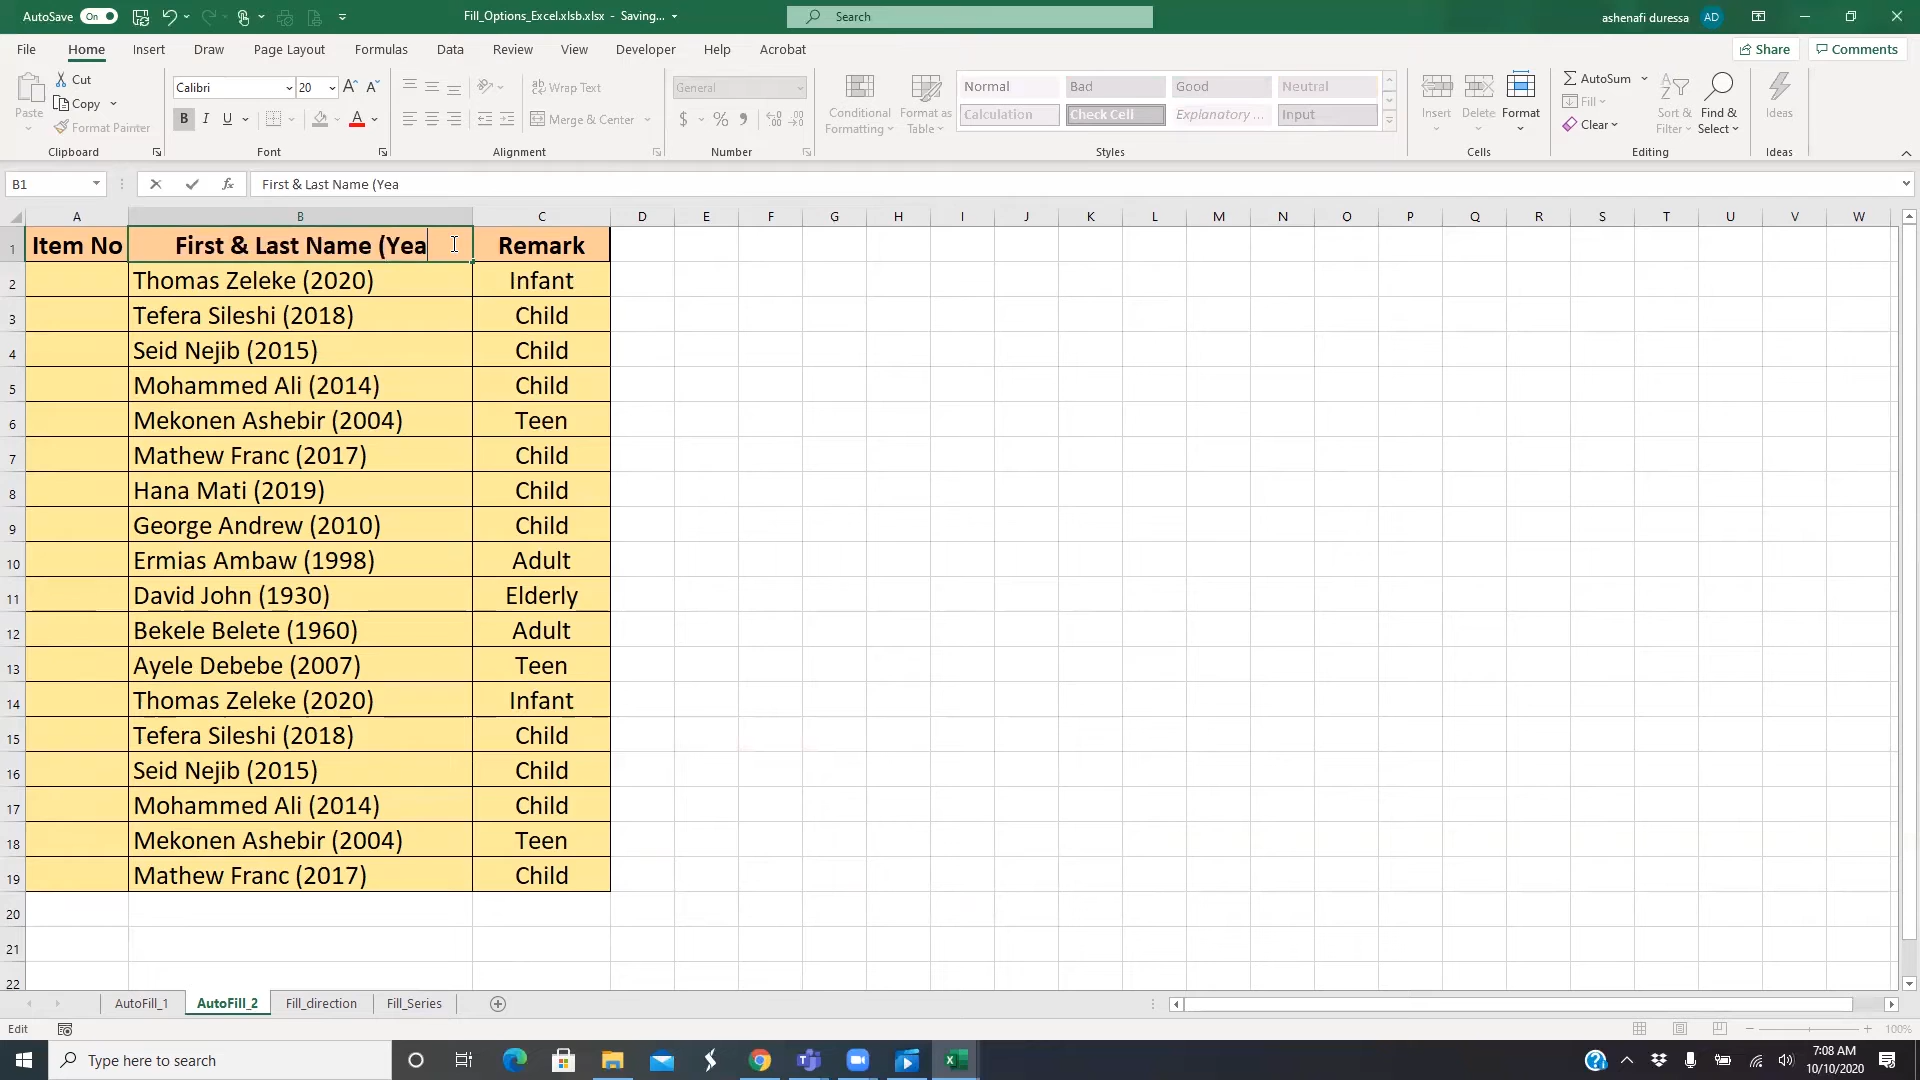 AutoSave On Fill_Options_Excel.xlsb.xlsx - Saving... Search ashenafi duressa AD
File Home Insert Draw Page Layout Formulas Data Review View Developer Help Acrobat Share Comments
Paste Cut Copy Format Painter
Clipboard
Calibri 20 A A
B I U A
Font
Wrap Text
Merge & Center
Alignment
General
$ % ,
Number
Conditional Formatting Format as Table
Normal Bad Good Neutral
Calculation Check Cell Explanatory ... Input
Styles
Insert Delete Format
Cells
AutoSum
Fill
Clear
Sort & Filter Find & Select
Editing
Ideas
Ideas
B1 fx First & Last Name (Yea
A B C D E F G H I J K L M N O P Q R S T U V W
1 Item No First & Last Name (Yea Remark
2 Thomas Zeleke (2020) Infant
3 Tefera Sileshi (2018) Child
4 Seid Nejib (2015) Child
5 Mohammed Ali (2014) Child
6 Mekonen Ashebir (2004) Teen
7 Mathew Franc (2017) Child
8 Hana Mati (2019) Child
9 George Andrew (2010) Child
10 Ermias Ambaw (1998) Adult
11 David John (1930) Elderly
12 Bekele Belete (1960) Adult
13 Ayele Debebe (2007) Teen
14 Thomas Zeleke (2020) Infant
15 Tefera Sileshi (2018) Child
16 Seid Nejib (2015) Child
17 Mohammed Ali (2014) Child
18 Mekonen Ashebir (2004) Teen
19 Mathew Franc (2017) Child
20
21
22
AutoFill_1 AutoFill_2 Fill_direction Fill_Series
Edit 100%
Type here to search 7:08 AM
10/10/2020